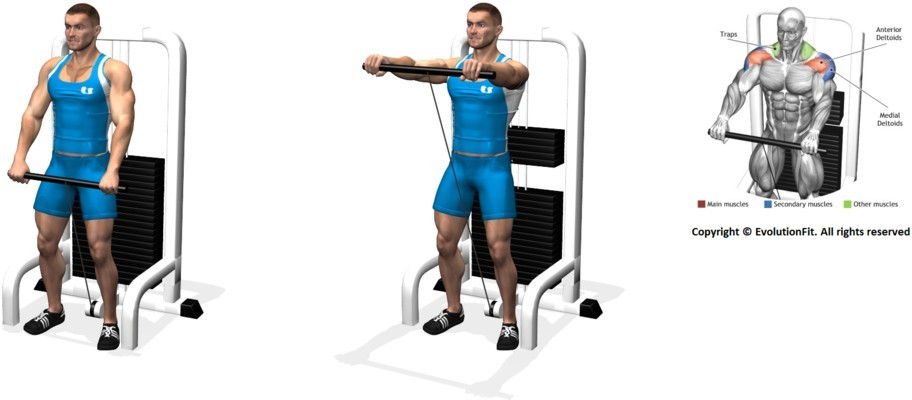 Traps
Anterior
Deltoids
Medial
Deltoids
Main muscles
Secondary muscles
Other muscles
Copyright © EvolutionFit. All rights reserved